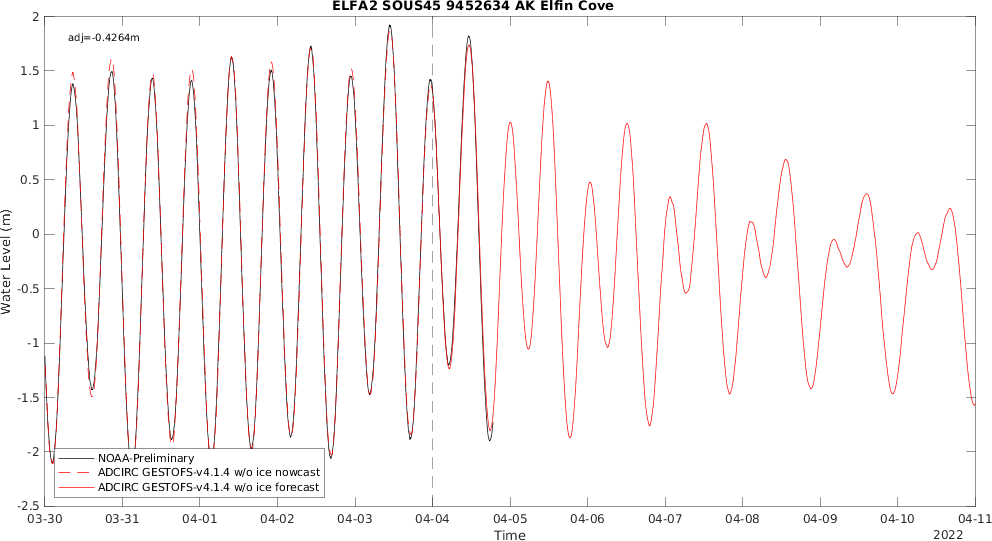 ELFA2 SOUS45 9452634 AK Elfin Cove
adj=-0.4264m
2
1.5
1
0.5
0
-0.5
-1
-1.5
-2
-2.5
Water Level (m)
NOAA-Preliminary
ADCIRC GESTOFS-v4.1.4 w/o ice nowcast
ADCIRC GESTOFS-v4.1.4 w/o ice forecast
03-30 03-31 04-01 04-02 04-03 04-04 04-05 04-06 04-07 04-08 04-09 04-10 04-11
Time
2022